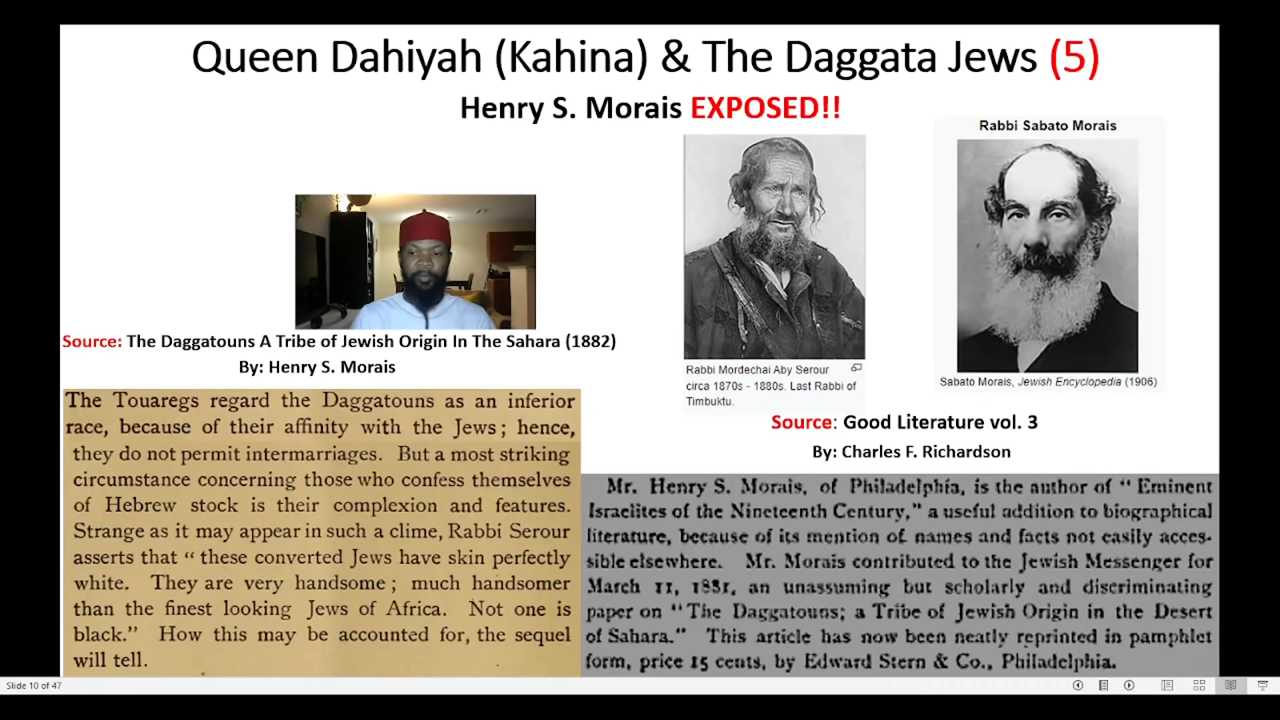 Queen Dahiyah (Kahina) & The Daggata Jews (5)
Henry S. Morais EXPOSED!!
Rabbi Sabato Morais
Source: The Daggatouns A Tribe of Jewish Origin In The Sahara (1882)
By: Henry S. Morais
Rabbi Mordechai Aby Serour
circa 1870s - 1880s. Last Rabbi of
Timbuktu.
Sabato Morais, Jewish Encyclopedia (1906)
Source: Good Literature vol. 3
By: Charles F. Richardson
The Touaregs regard the Daggatouns as an inferior
race, because of their affinity with the Jews; hence,
they do not permit intermarriages. But a most striking
circumstance concerning those who confess themselves
of Hebrew stock is their complexion and features.
Strange as it may appear in such a clime, Rabbi Serour
asserts that "these converted Jews have skin perfectly
white. They are very handsome; much handsomer
than the finest looking Jews of Africa. Not one is
black." How this may be accounted for, the sequel
will tell.
Mr. Henry S. Morais, of Philadelphia, is the author of "Eminent
Israelites of the Nineteenth Century," a useful addition to biographical
literature, because of its mention of names and facts not easily acces-
sible elsewhere. Mr. Morais contributed to the Jewish Messenger for
March 11, 1881, an unassuming but scholarly and discriminating
paper on "The Daggatouns; a Tribe of Jewish Origin in the Desert
of Sahara." This article has now been neatly reprinted in pamphlet
form, price 15 cents, by Edward Stern & Co., Philadelphia.
Slide 10 of 47